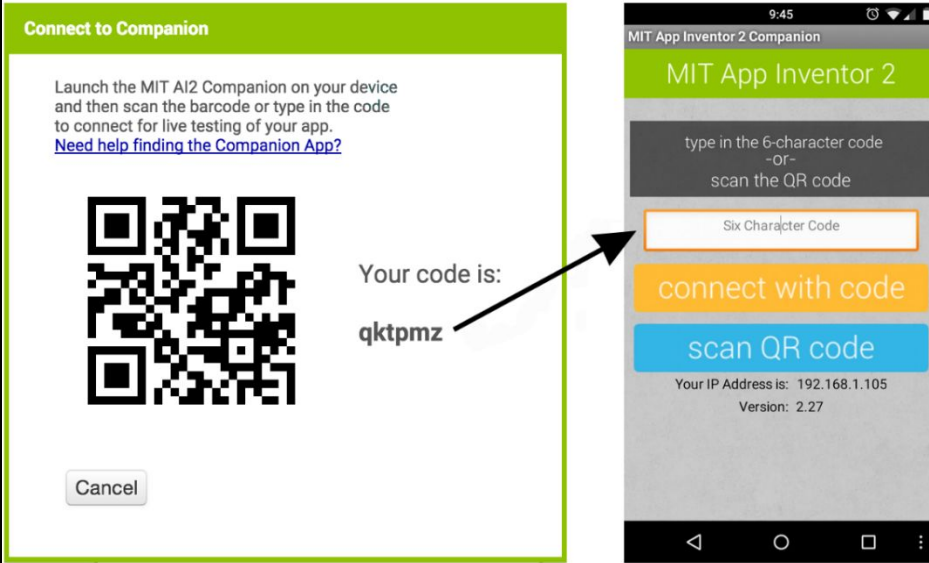 Connect to Companion
Launch the MIT AI2 Companion on your device
and then scan the barcode or type in the code
to connect for live testing of your app.
Need help finding the Companion App?
Your code is:
qktpmz
Cancel
9:45
MIT App Inventor 2 Companion
MIT App Inventor 2
type in the 6-character code
-or-
scan the QR code
Six Character Code
connect with code
scan QR code
Your IP Address is: 192.168.1.105
Version: 2.27